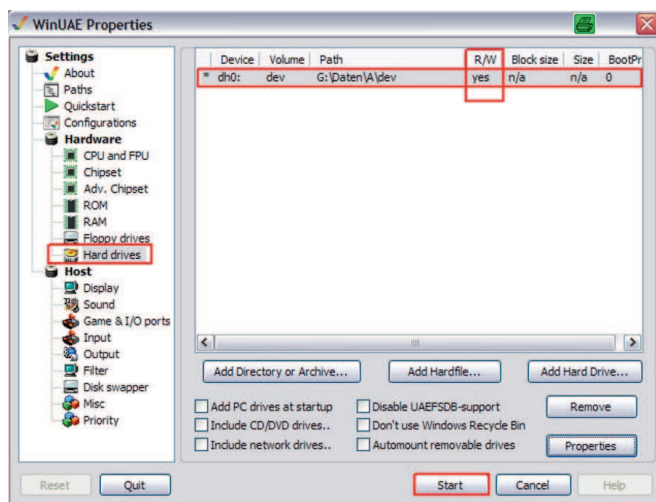 WinUAE Properties
Settings
About
Paths
Quickstart
Configurations
Hardware
CPU and FPU
Chipset
Adv. Chipset
ROM
RAM
Floppy drives
Hard drives
Host
Display
Sound
Game & I/O ports
Input
Output
Filter
Disk swapper
Misc
Priority
Device Volume Path R/W Block size Size BootPr
* dh0: dev G:\Daten\A\dev yes n/a n/a 0
Add Directory or Archive... Add Hardfile... Add Hard Drive...
Add PC drives at startup Disable UAEFSDB-support Remove
Include CD/DVD drives.. Don't use Windows Recycle Bin
Include network drives.. Automount removable drives Properties
Reset Quit Start Cancel Help